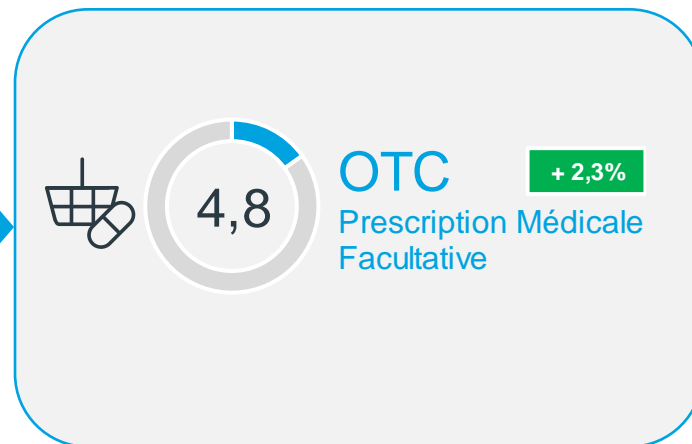 4,8
OTC
+ 2,3%
Prescription Médicale
Facultative